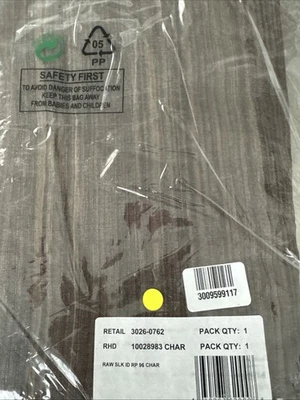 05
PP
SAFETY FIRST
TO AVOID DANGER OF SUFFOCATION
KEEP THIS BAG AWAY
FROM BABIES AND CHILDREN
3009599117
RETAIL 3026-0762 PACK QTY: 1
RHD 10028983 CHAR PACK QTY: 1
RAW SLK ID RP 96 CHAR